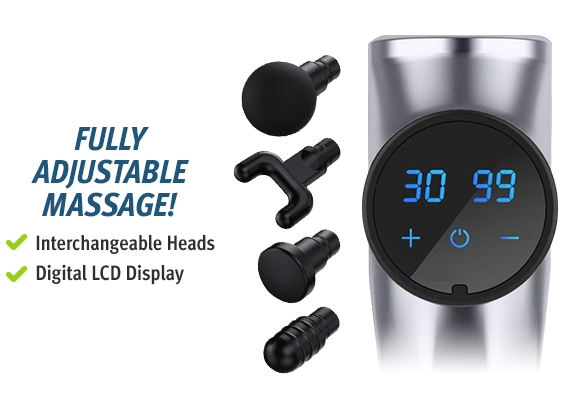 FULLY
ADJUSTABLE
MASSAGE!
Interchangeable Heads
Digital LCD Display
30 99
+ −